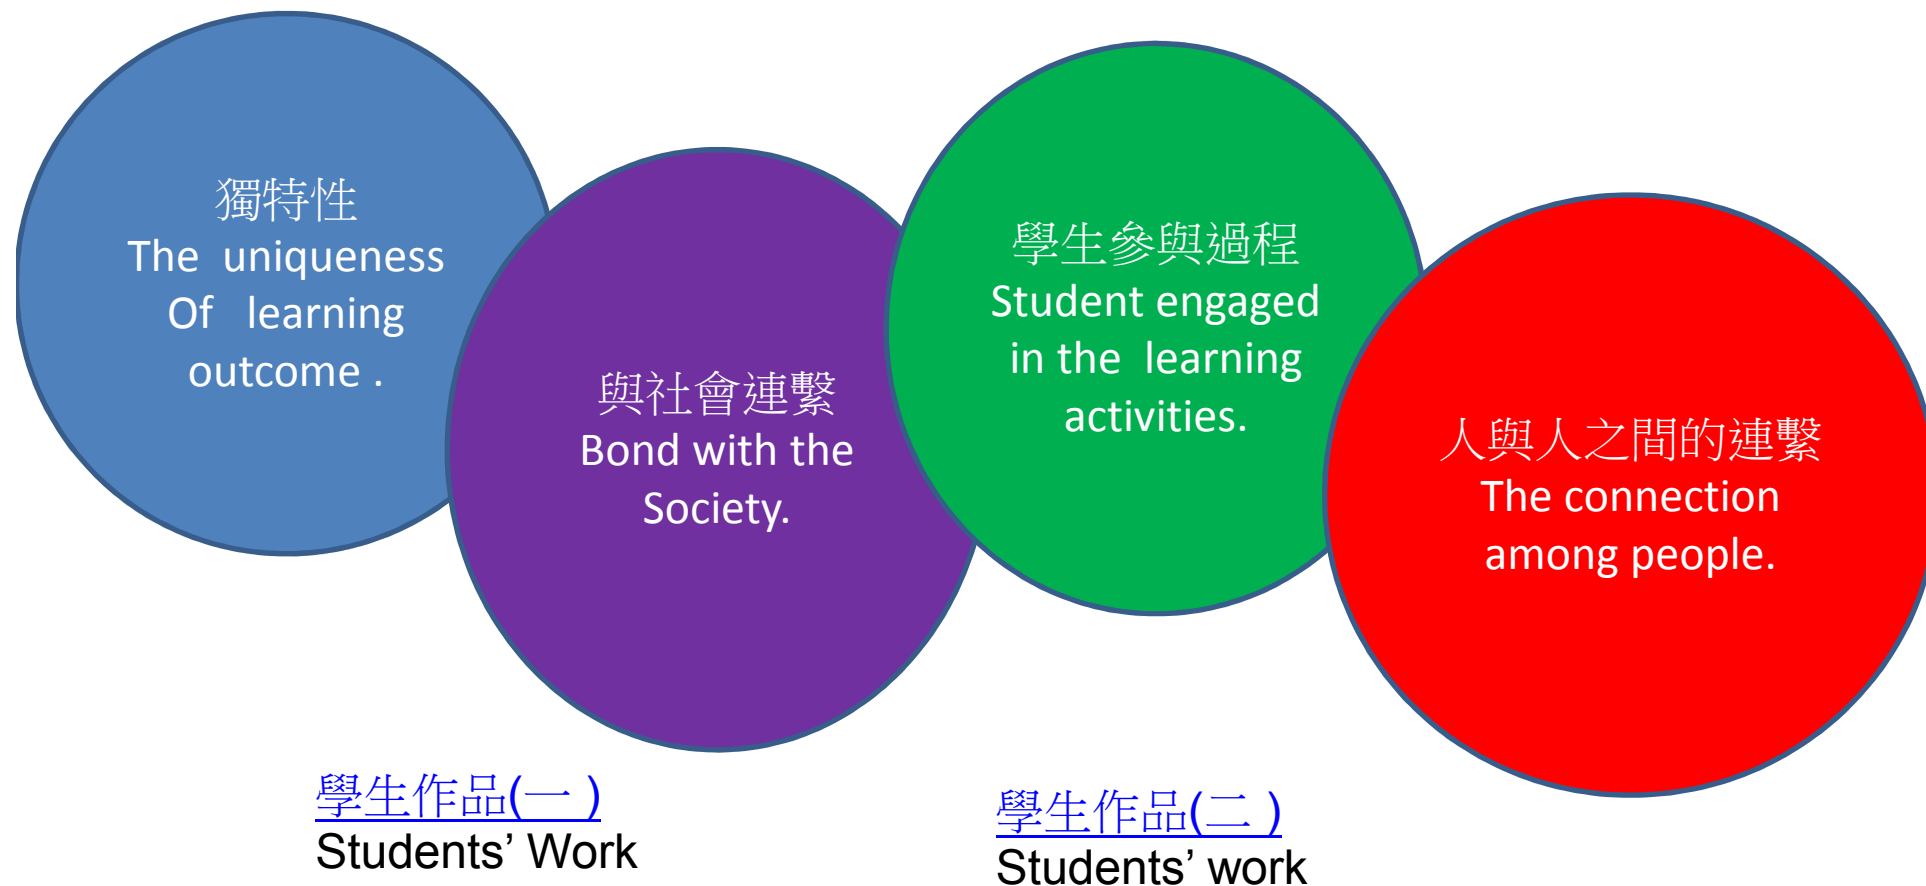 獨特性
The uniqueness
Of learning
outcome .
與社會連繫
Bond with the
Society.
學生參與過程
Student engaged
in the learning
activities.
人與人之間的連繫
The connection
among people.
學生作品(一 )
Students’ Work
學生作品(二 )
Students’ work